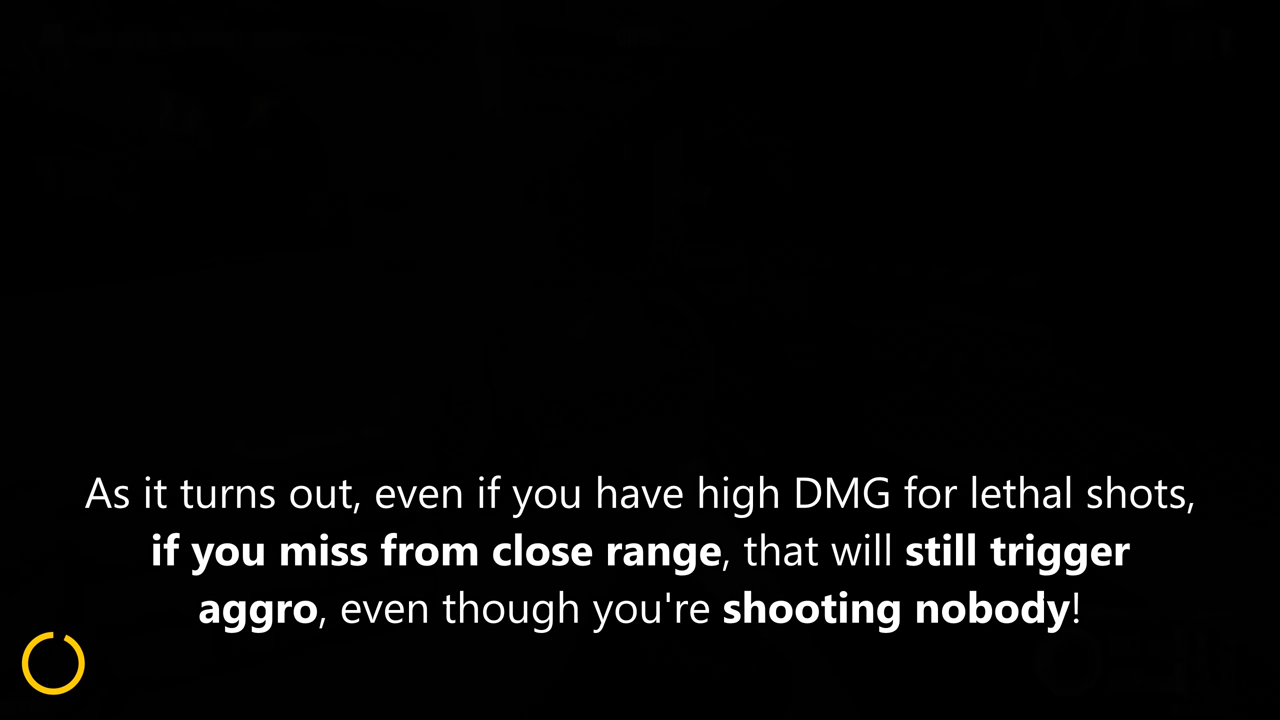 As it turns out, even if you have high DMG for lethal shots,
if you miss from close range, that will still trigger
aggro, even though you're shooting nobody!